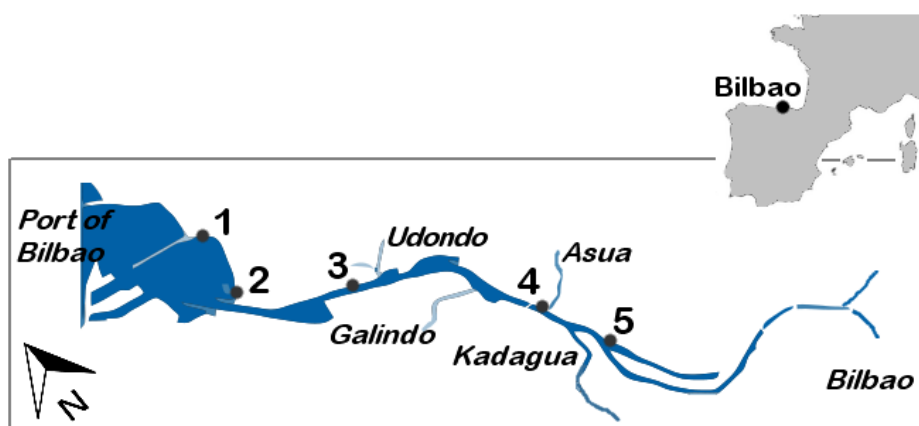 Bilbao
Port of
Bilbao
1
2
3
Udondo
Galindo
4
Asua
Kadagua
5
Bilbao
N